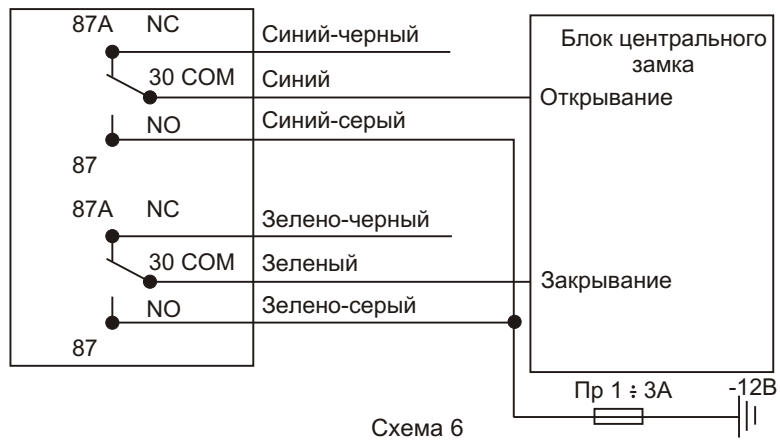 87A NC
Синий-черный
30 COM
Синий
NO
Синий-серый
87
87A NC
Зелено-черный
30 COM
Зеленый
NO
Зелено-серый
87
Блок центрального
замка
Открывание
Закрывание
Пр 1 ÷ 3А
-12В
Схема 6